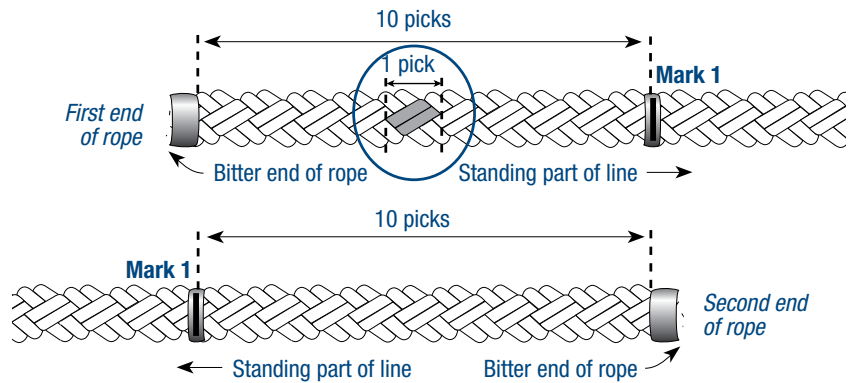 10 picks
1 pick
Mark 1
First end
of rope
Bitter end of rope
Standing part of line
10 picks
Mark 1
Second end
of rope
Standing part of line
Bitter end of rope